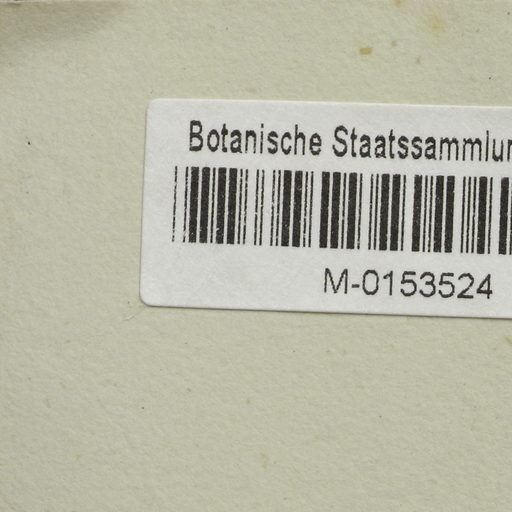 Botanische Staatssammlun
M-0153524